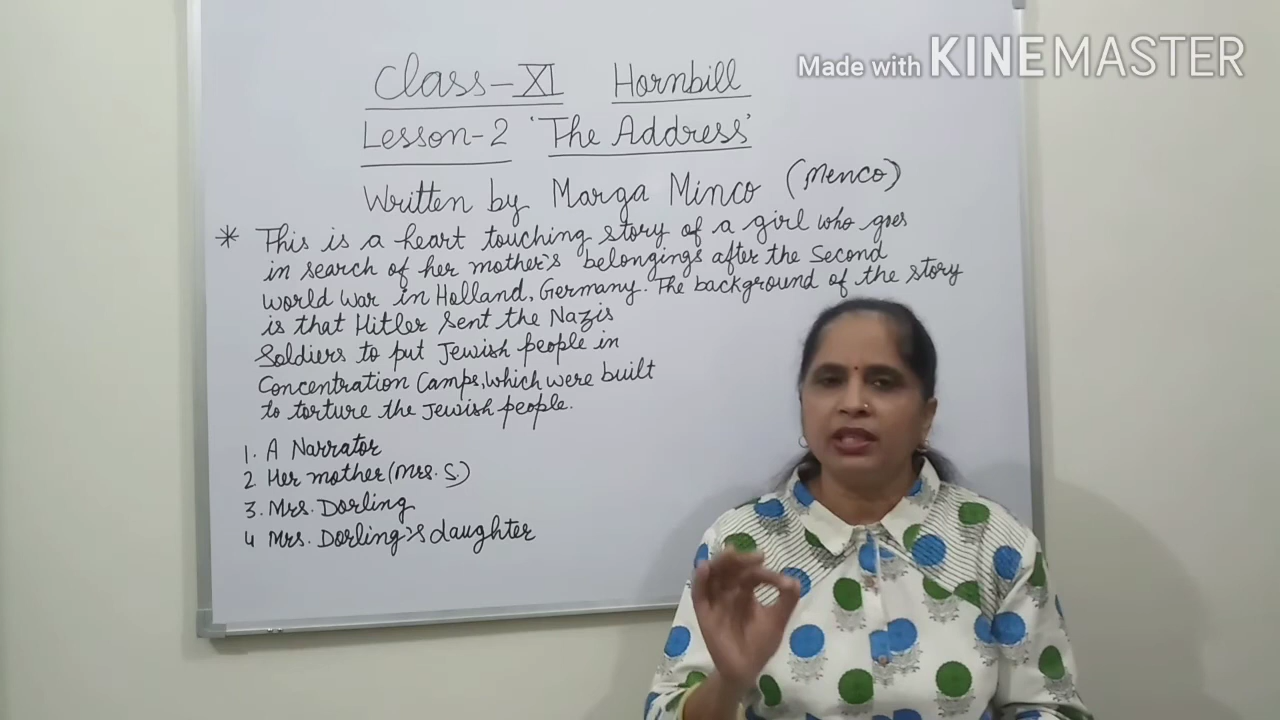 Made with KINEMASTER
Class-XI Hornbill
Lesson-2 'The Address'
Written by Marga Minco (Menco)
* This is a heart touching story of a girl who goes
in search of her mother's belongings after the Second
world war in Holland, Germany. The background of the story
is that Hitler sent the Nazis
Soldiers to put Jewish people in
Concentration Camps, which were built
to torture the Jewish people.
1. A Narrator
2 Her mother (Mrs. S.)
3. Mrs. Dorling
4 Mrs. Dorling's daughter